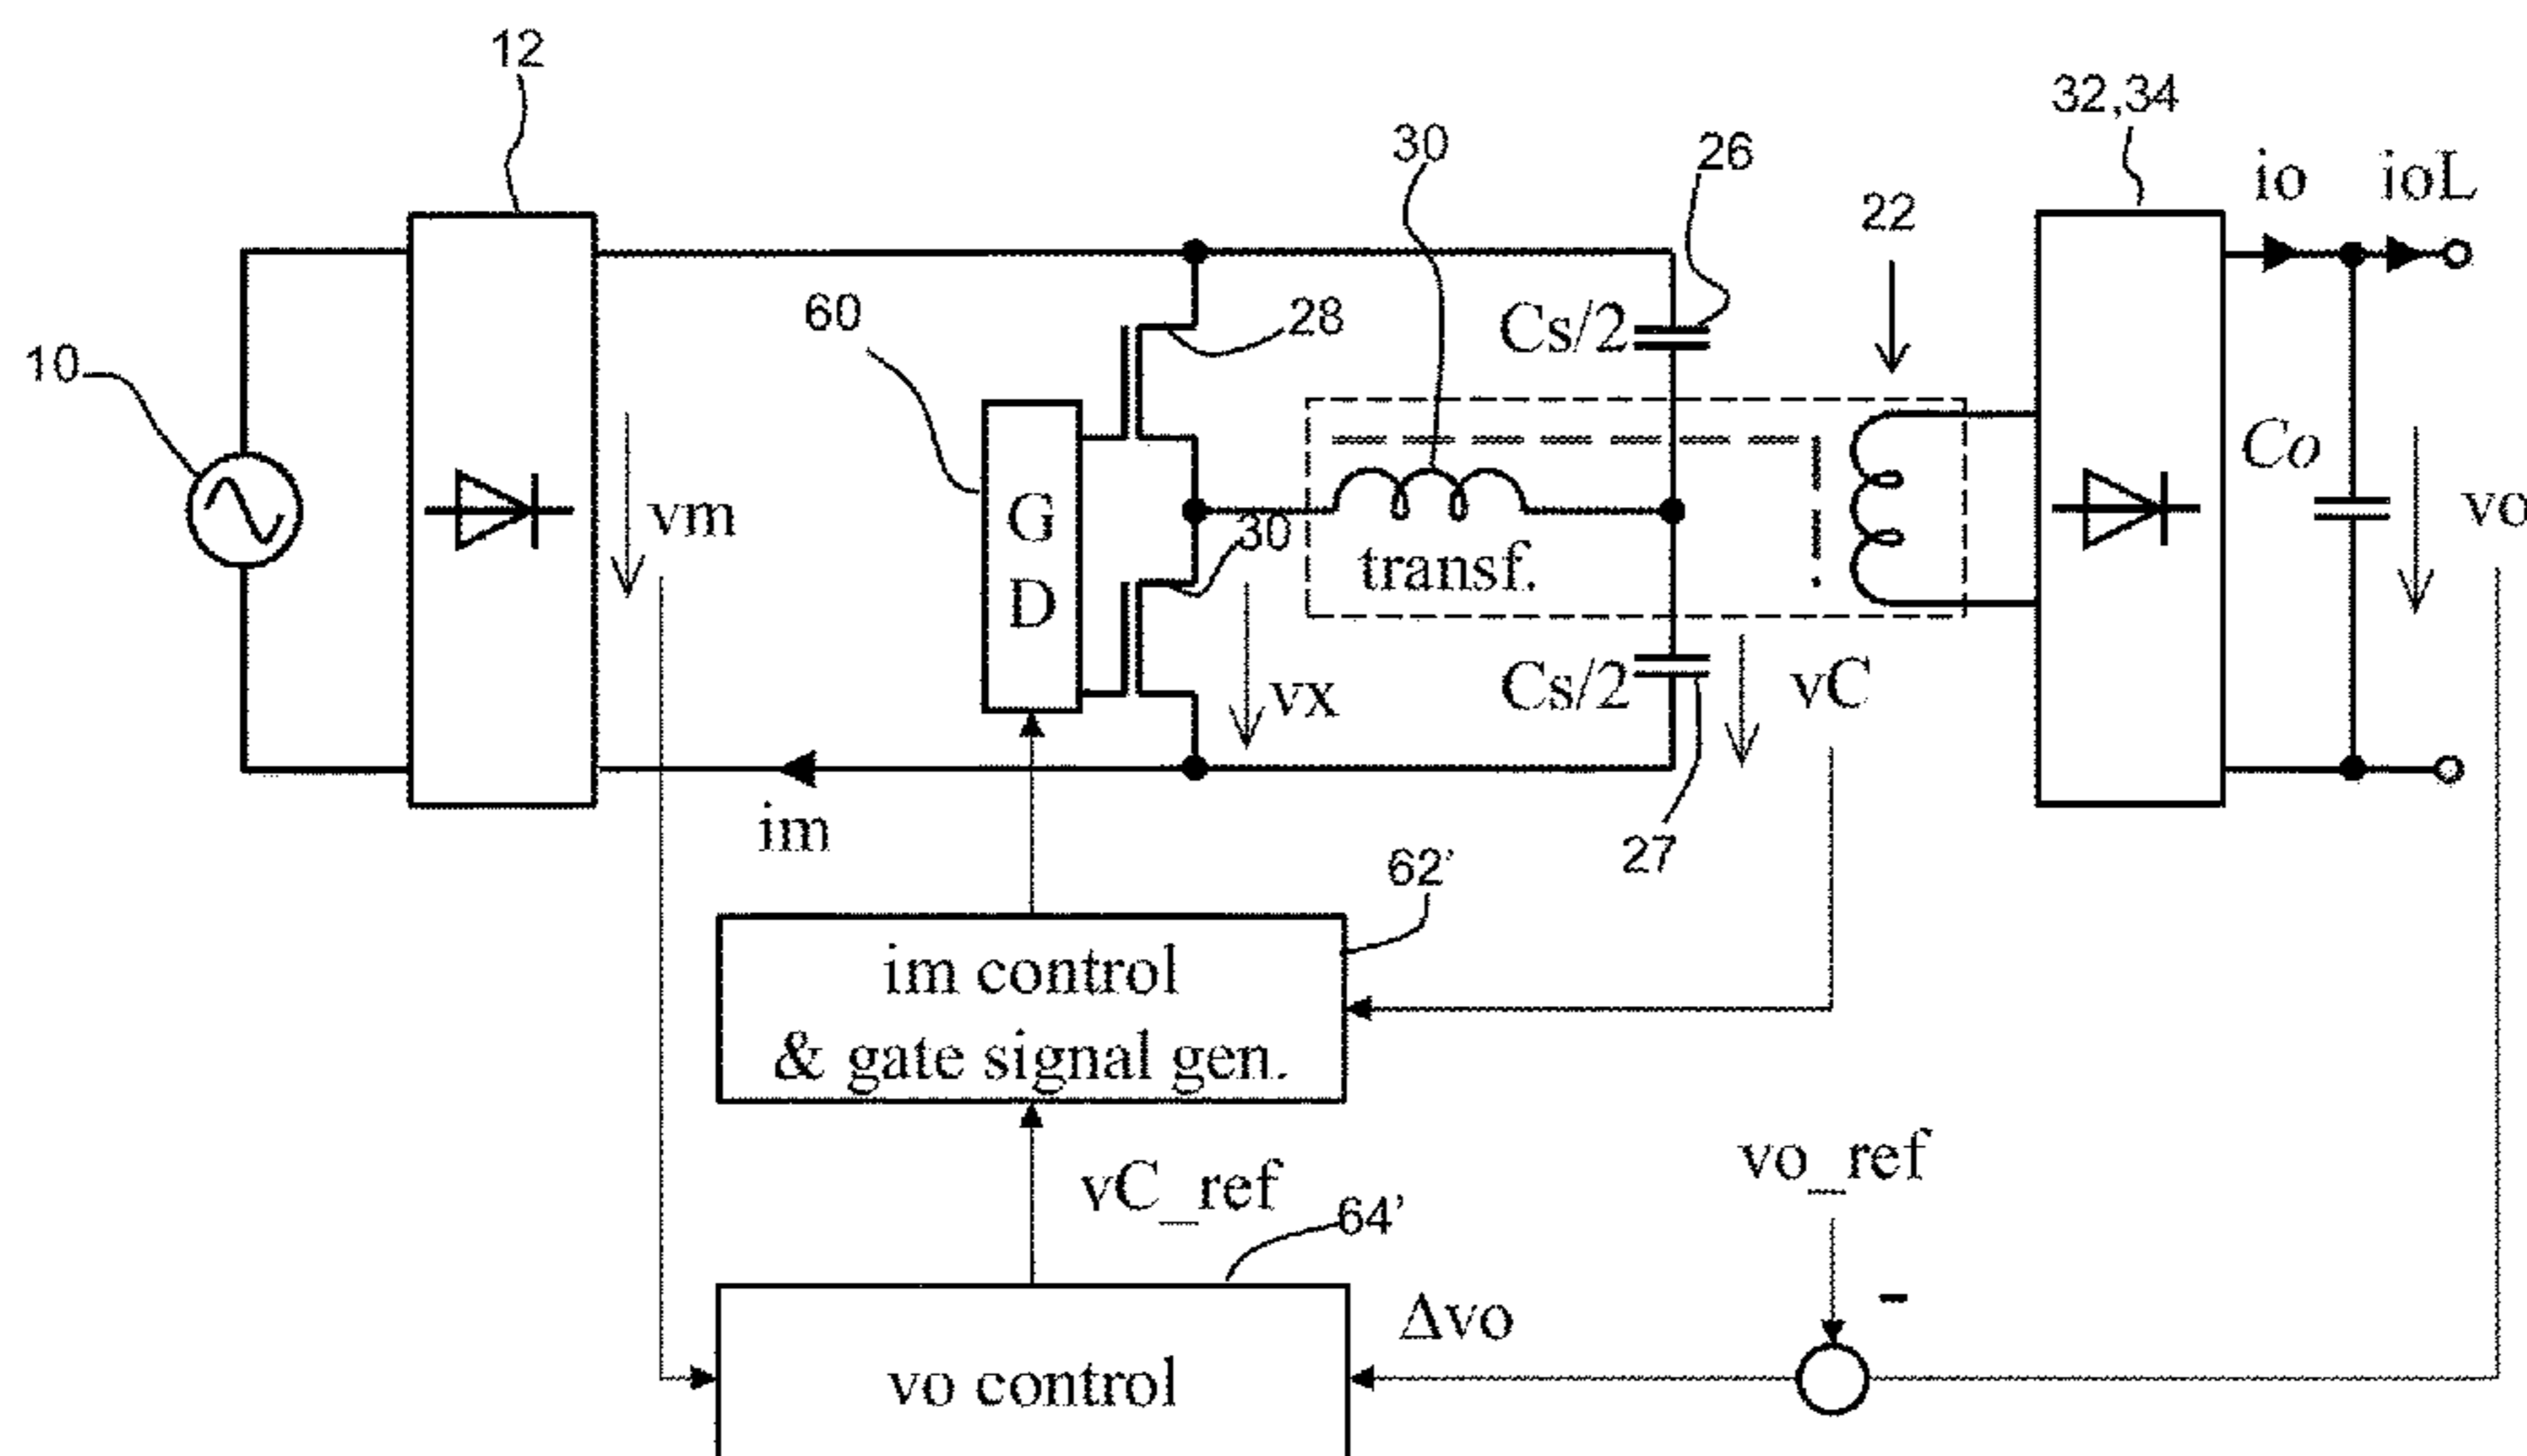 12
32,34
30
26
io
ioL
22
60
28
Cs/2
10
G
D
vm
30
transf.
Co
vo
vx
Cs/2
vC
im
27
62’
im control
& gate signal gen.
vC_ref
vo_ref
64’
Δvo
-
vo control